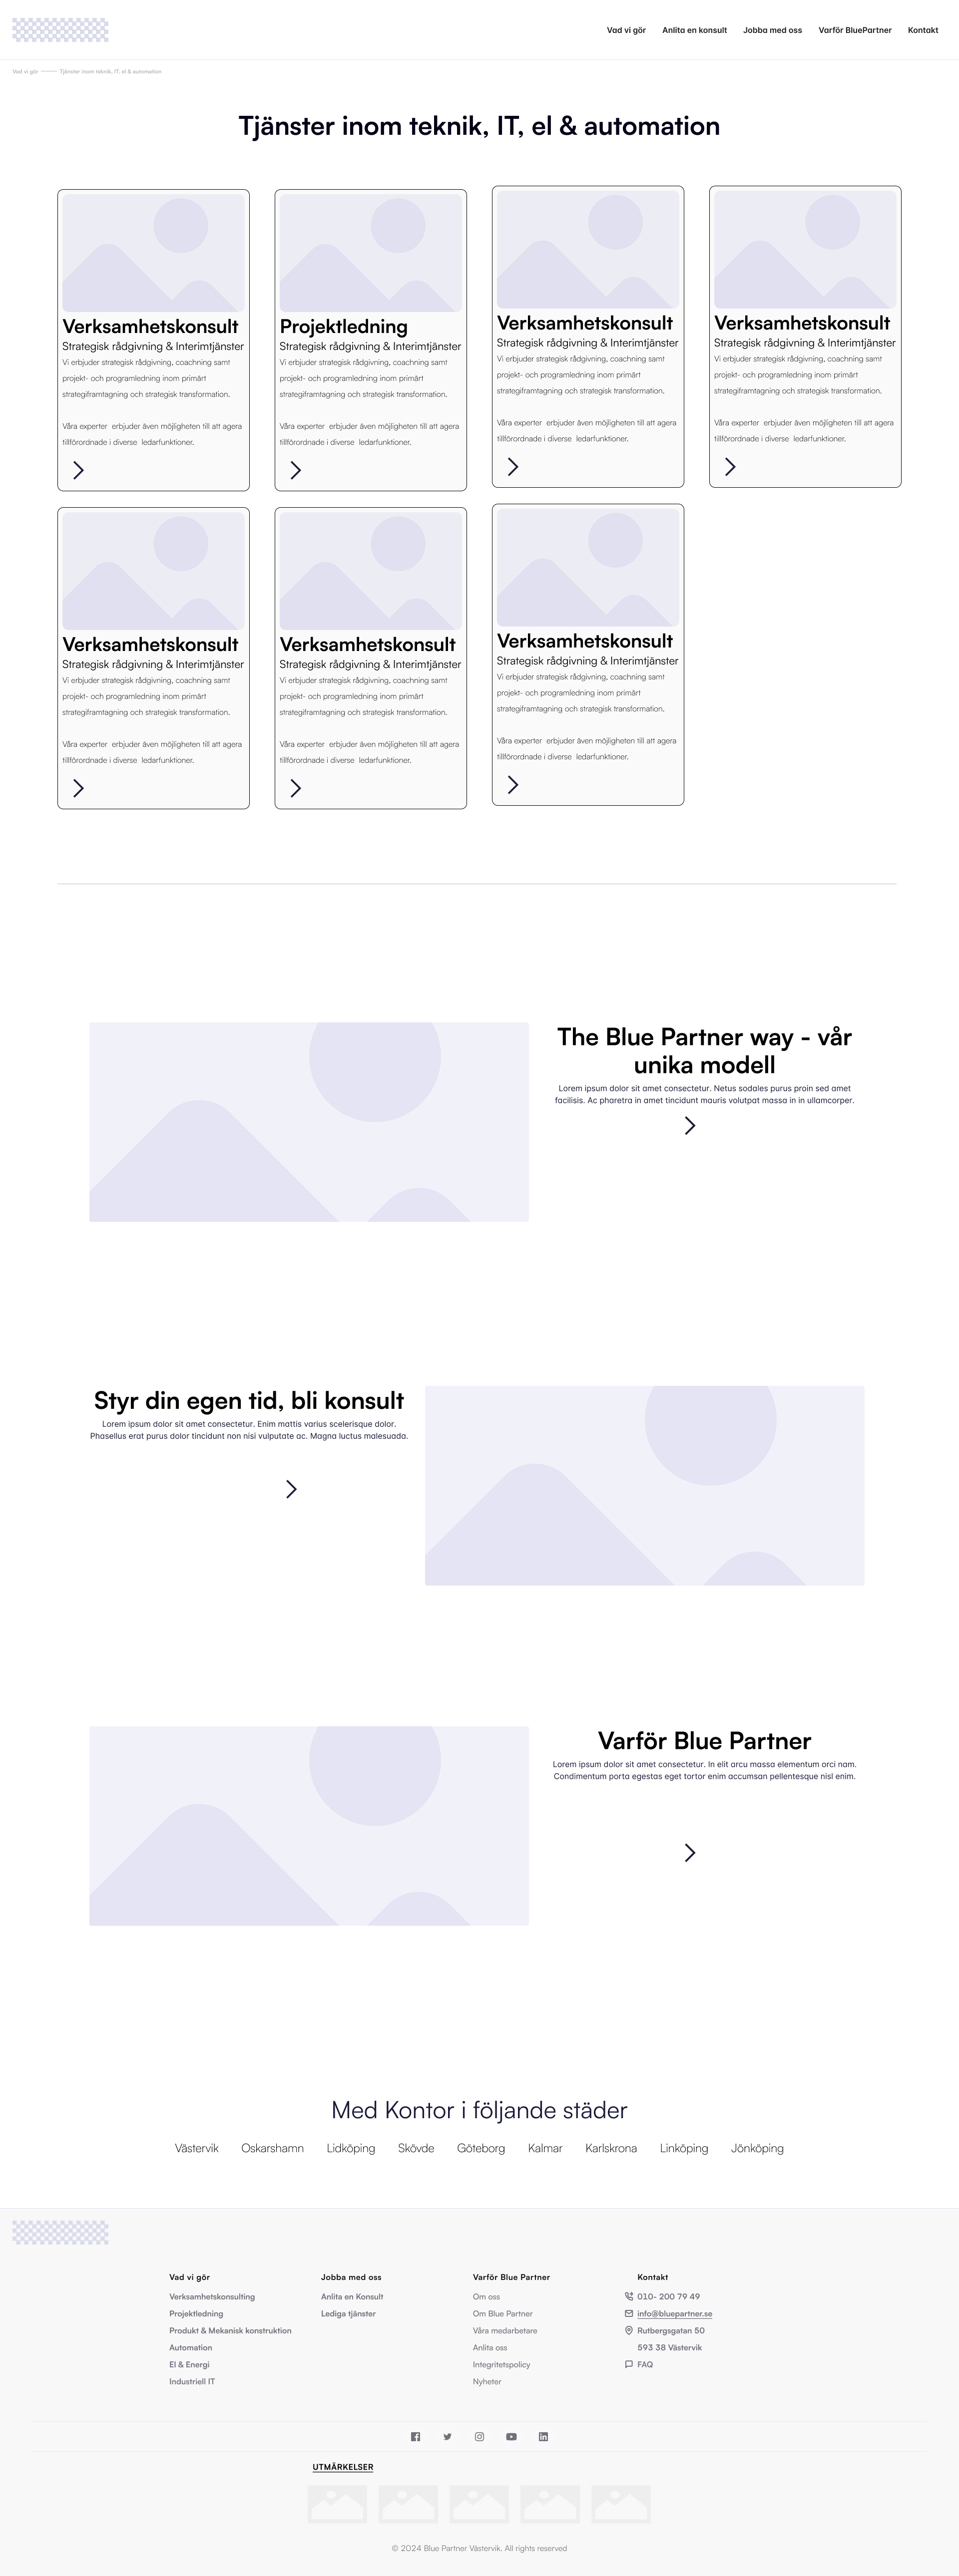 Vad vi gör
Anlita en konsult
Jobba med oss
Varför BluePartner
Kontakt
Vad vi gör
Tjänster inom teknik, IT, el & automation
Tjänster inom teknik, IT, el & automation
Verksamhetskonsult
Strategisk rådgivning & Interimtjänster
Vi erbjuder strategisk rådgivning, coachning samt
projekt- och programledning inom primärt
strategiframtagning och strategisk transformation.
Våra experter  erbjuder även möjligheten till att agera
tillförordnade i diverse  ledarfunktioner.
Projektledning
Strategisk rådgivning & Interimtjänster
Vi erbjuder strategisk rådgivning, coachning samt
projekt- och programledning inom primärt
strategiframtagning och strategisk transformation.
Våra experter  erbjuder även möjligheten till att agera
tillförordnade i diverse  ledarfunktioner.
Verksamhetskonsult
Strategisk rådgivning & Interimtjänster
Vi erbjuder strategisk rådgivning, coachning samt
projekt- och programledning inom primärt
strategiframtagning och strategisk transformation.
Våra experter  erbjuder även möjligheten till att agera
tillförordnade i diverse  ledarfunktioner.
Verksamhetskonsult
Strategisk rådgivning & Interimtjänster
Vi erbjuder strategisk rådgivning, coachning samt
projekt- och programledning inom primärt
strategiframtagning och strategisk transformation.
Våra experter  erbjuder även möjligheten till att agera
tillförordnade i diverse  ledarfunktioner.
Verksamhetskonsult
Strategisk rådgivning & Interimtjänster
Vi erbjuder strategisk rådgivning, coachning samt
projekt- och programledning inom primärt
strategiframtagning och strategisk transformation.
Våra experter  erbjuder även möjligheten till att agera
tillförordnade i diverse  ledarfunktioner.
Verksamhetskonsult
Strategisk rådgivning & Interimtjänster
Vi erbjuder strategisk rådgivning, coachning samt
projekt- och programledning inom primärt
strategiframtagning och strategisk transformation.
Våra experter  erbjuder även möjligheten till att agera
tillförordnade i diverse  ledarfunktioner.
Verksamhetskonsult
Strategisk rådgivning & Interimtjänster
Vi erbjuder strategisk rådgivning, coachning samt
projekt- och programledning inom primärt
strategiframtagning och strategisk transformation.
Våra experter  erbjuder även möjligheten till att agera
tillförordnade i diverse  ledarfunktioner.
The Blue Partner way - vår
unika modell
Lorem ipsum dolor sit amet consectetur. Netus sodales purus proin sed amet
facilisis. Ac pharetra in amet tincidunt mauris volutpat massa in in ullamcorper.
Styr din egen tid, bli konsult
Lorem ipsum dolor sit amet consectetur. Enim mattis varius scelerisque dolor.
Phasellus erat purus dolor tincidunt non nisi vulputate ac. Magna luctus malesuada.
Varför Blue Partner
Lorem ipsum dolor sit amet consectetur. In elit arcu massa elementum orci nam.
Condimentum porta egestas eget tortor enim accumsan pellentesque nisl enim.
Med Kontor i följande städer
Västervik
Oskarshamn
Lidköping
Skövde
Göteborg
Kalmar
Karlskrona
Linköping
Jönköping
Vad vi gör
Verksamhetskonsulting
Projektledning
Produkt & Mekanisk konstruktion
Automation
El & Energi
Industriell IT
Jobba med oss
Anlita en Konsult
Lediga tjänster
Varför Blue Partner
Om oss
Om Blue Partner
Våra medarbetare
Anlita oss
Integritetspolicy
Nyheter
Kontakt
010- 200 79 49
info@bluepartner.se
Rutbergsgatan 50
593 38 Västervik
FAQ
UTMÄRKELSER
© 2024 Blue Partner Västervik. All rights reserved